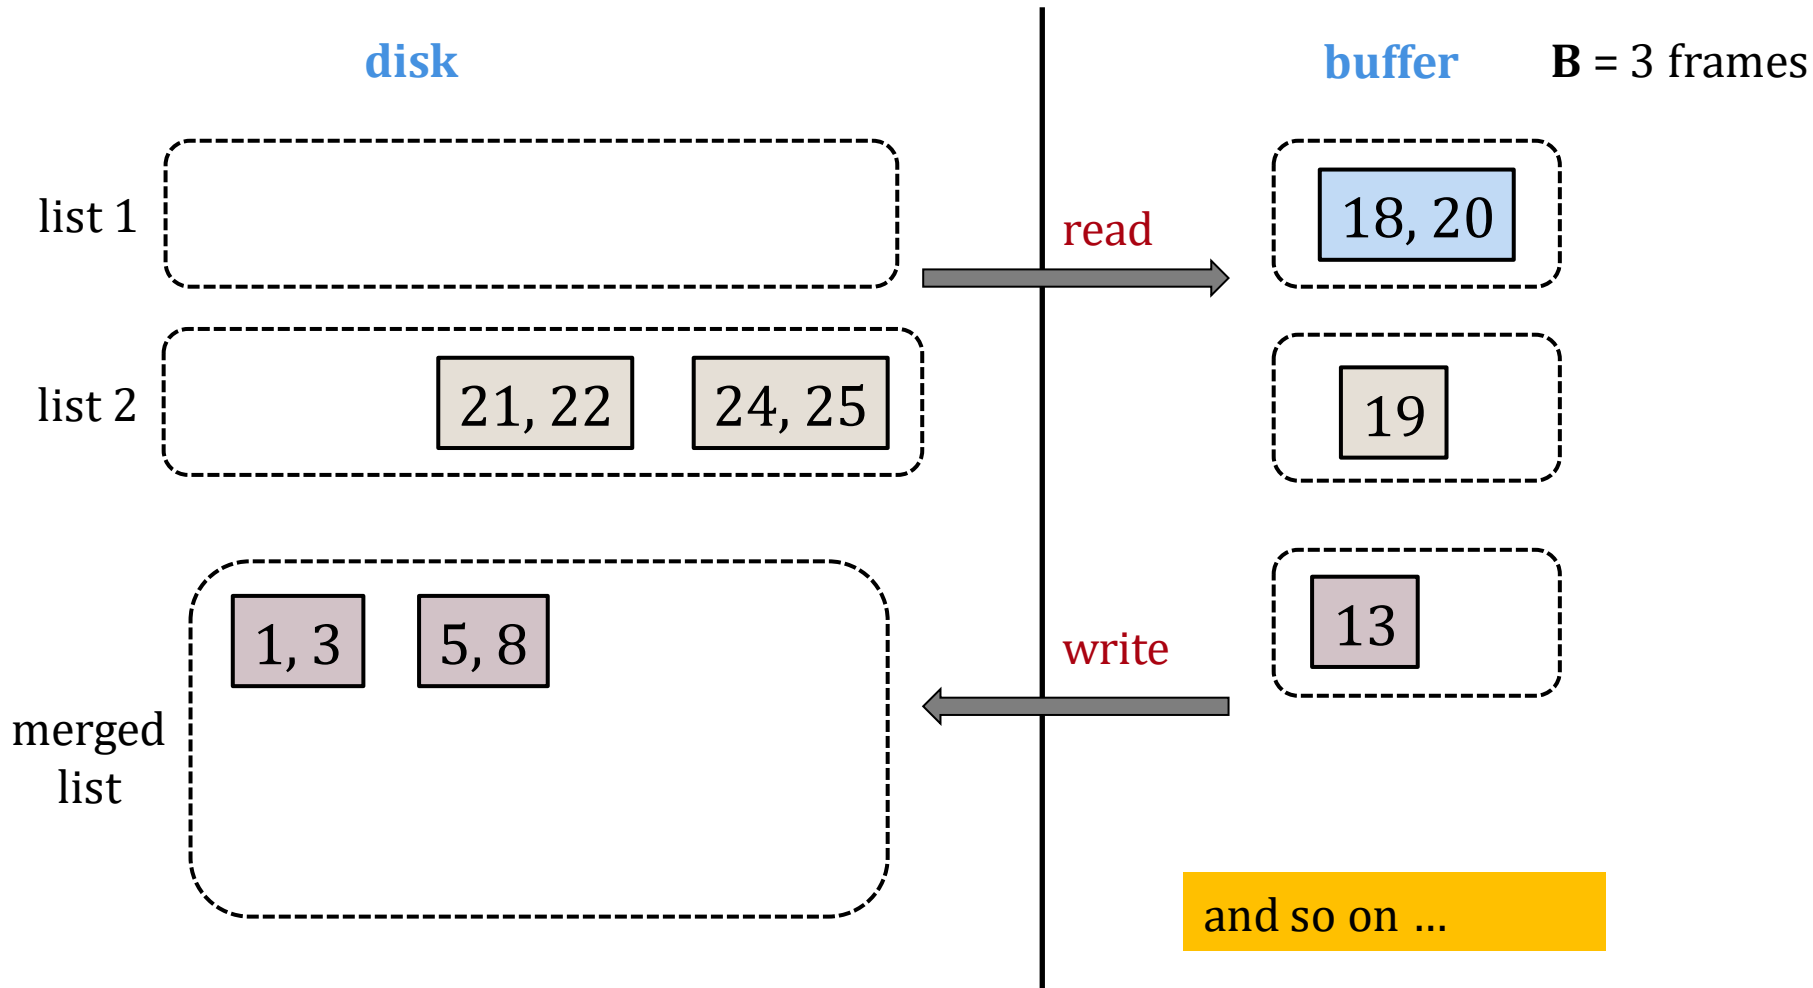 disk
buffer
B = 3 frames
list 1
18, 20
read
list 2
21, 22
24, 25
19
1, 3
5, 8
13
write
merged
list
and so on ...